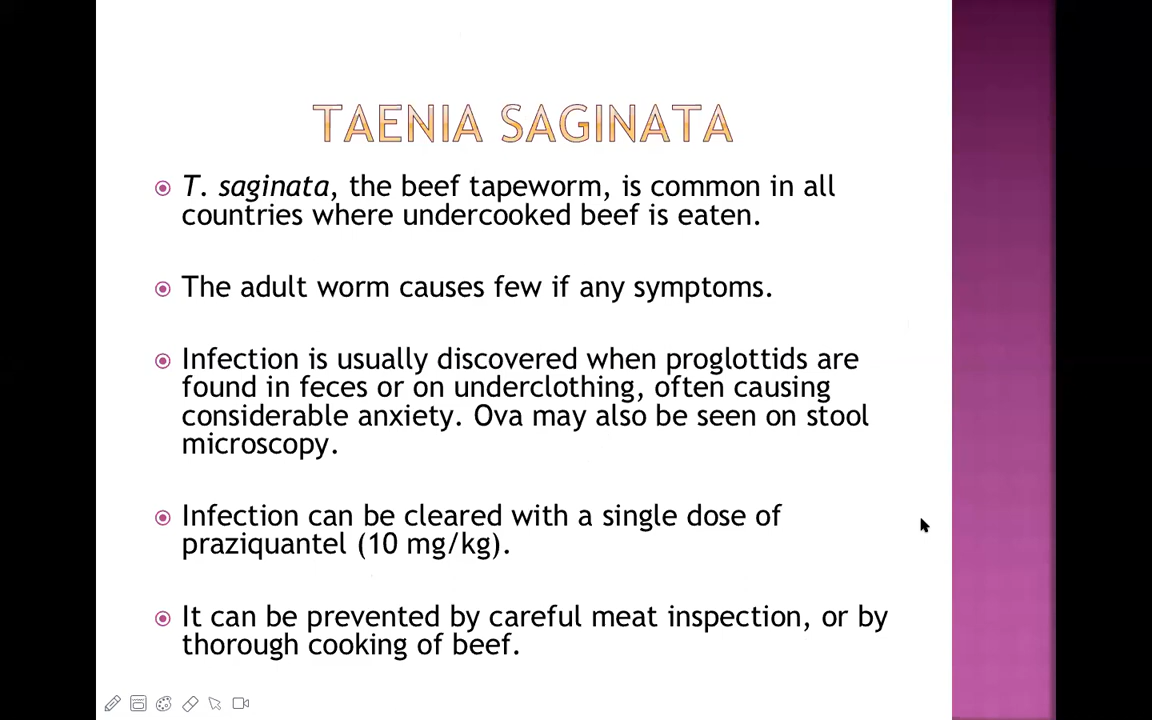 TAENIA SAGINATA
T. saginata, the beef tapeworm, is common in all
countries where undercooked beef is eaten.
The adult worm causes few if any symptoms.
Infection is usually discovered when proglottids are
found in feces or on underclothing, often causing
considerable anxiety. Ova may also be seen on stool
microscopy.
Infection can be cleared with a single dose of
praziquantel (10 mg/kg).
It can be prevented by careful meat inspection, or by
thorough cooking of beef.